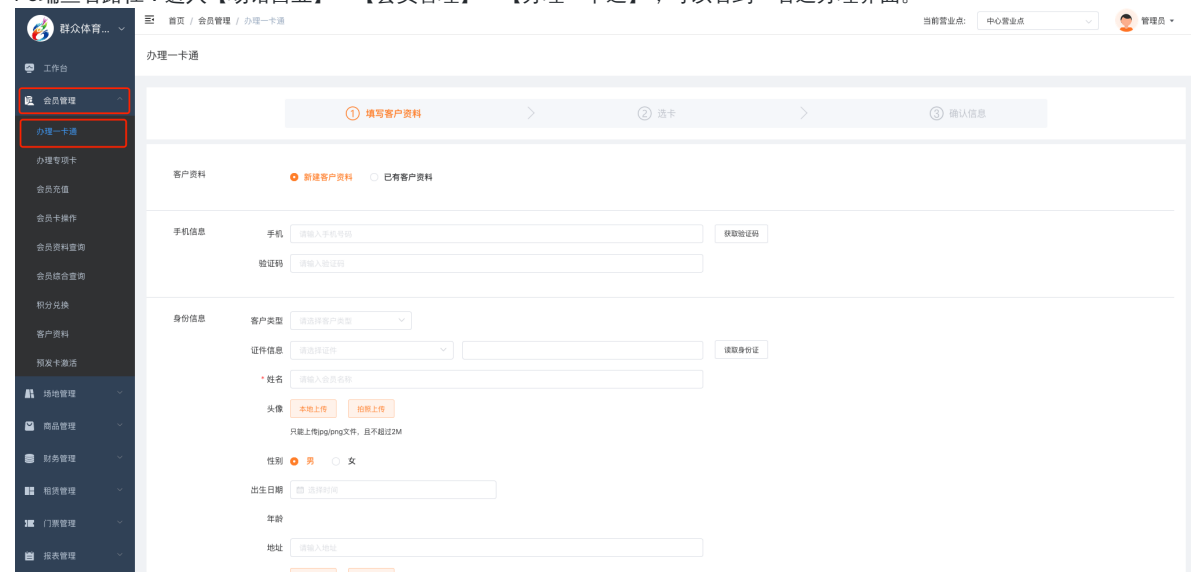 群众体育...
首页 / 会员管理 / 办理一卡通
当前营业点: 中心营业点
管理员
工作台
会员管理
办理一卡通
办理专项卡
会员充值
会员卡操作
会员资料查询
会员综合查询
积分兑换
客户资料
预发卡激活
场地管理
商品管理
财务管理
租赁管理
门票管理
报表管理
办理一卡通
1 填写客户资料
2 选卡
3 确认信息
客户资料 新建客户资料 已有客户资料
手机信息 手机 请输入手机号码 获取验证码
验证码 请输入验证码
身份信息 客户类型 请选择客户类型
证件信息 请选择证件 读取身份证
* 姓名 请输入会员名称
头像 本地上传 拍照上传
只能上传jpg/png文件，且不超过2M
性别 男 女
出生日期 选择时间
年龄
地址 请输入地址